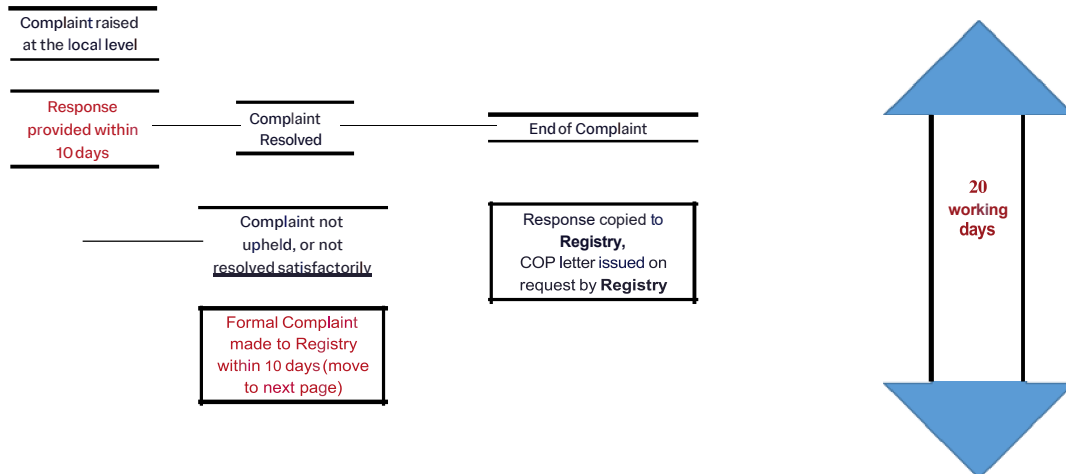 Complaint raised
at the local level
Response
provided within
10 days
Complaint
Resolved
End of Complaint
Complaint not
upheld, or not
resolved satisfactorily
Response copied to
Registry,
COP letter issued on
request by Registry
Formal Complaint
made to Registry
within 10 days (move
to next page)
20
working
days